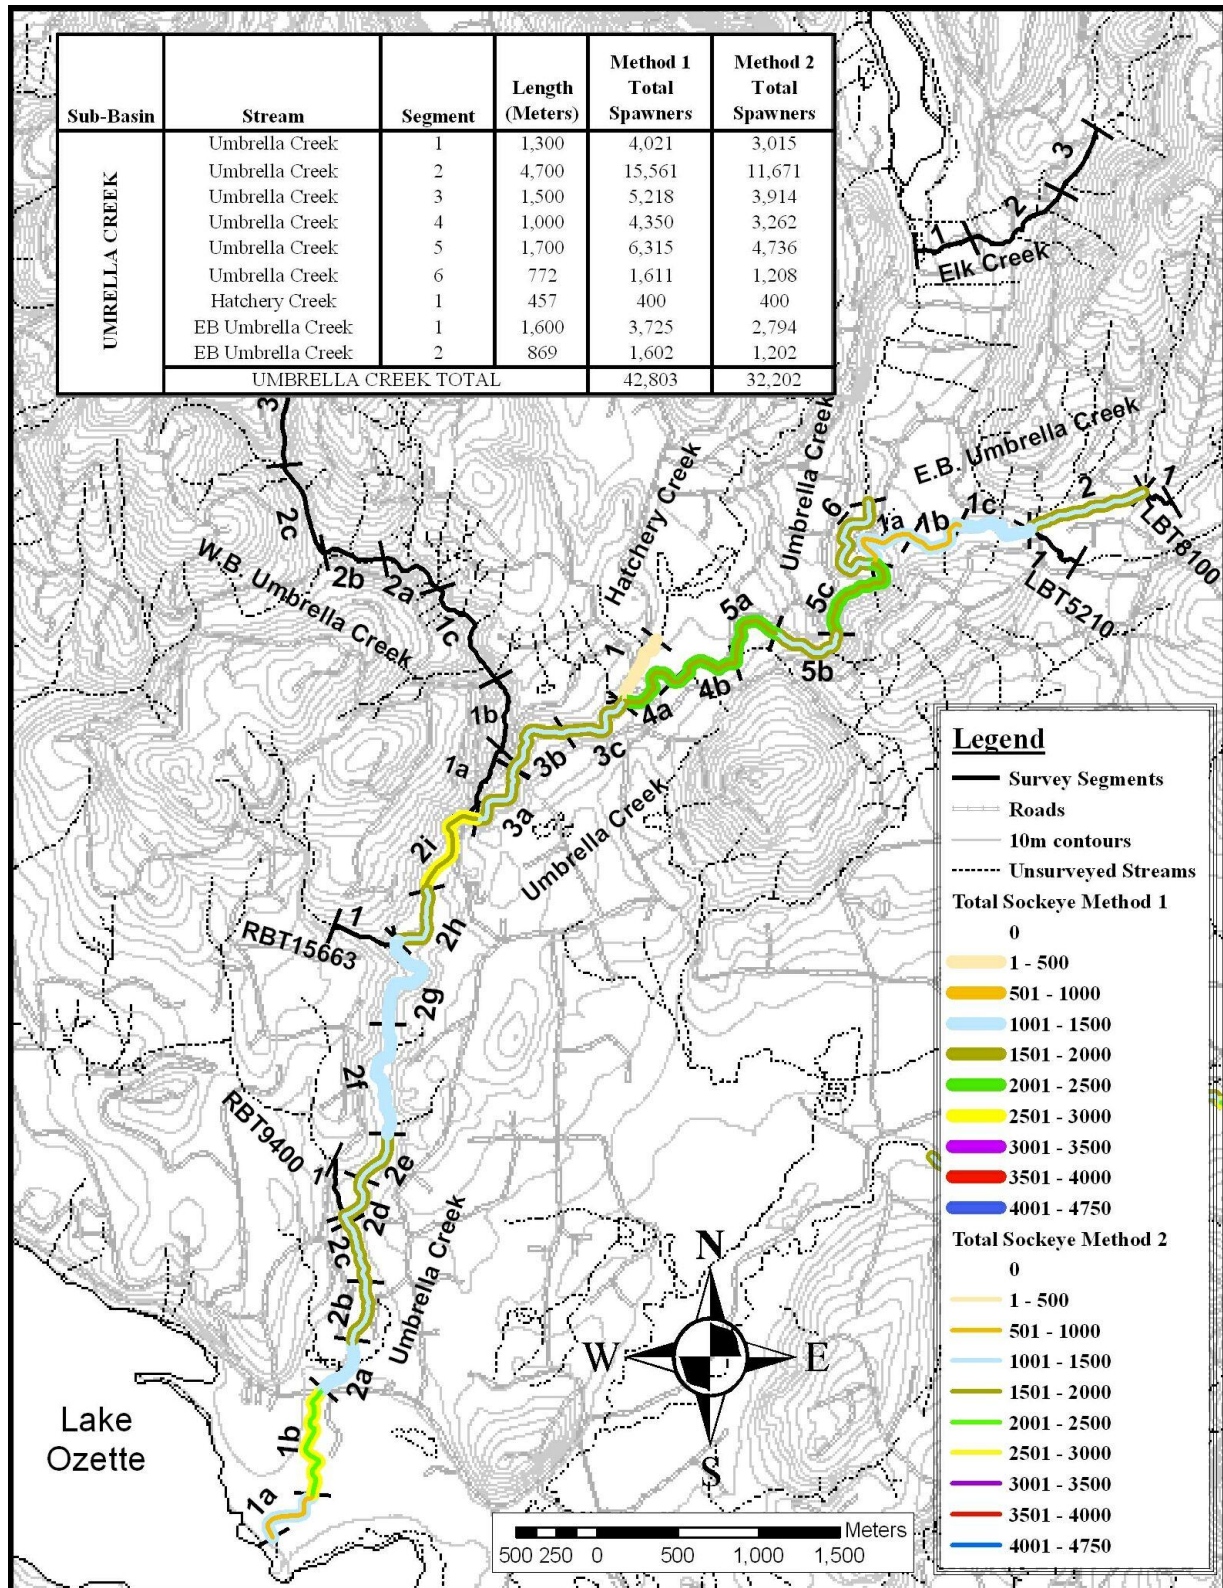 Sub-Basin Stream Segment Length (Meters) Method 1 Total Spawners Method 2 Total Spawners
UMRELLA CREEK
Umbrella Creek 1 1,300 4,021 3,015
Umbrella Creek 2 4,700 15,561 11,671
Umbrella Creek 3 1,500 5,218 3,914
Umbrella Creek 4 1,000 4,350 3,262
Umbrella Creek 5 1,700 6,315 4,736
Umbrella Creek 6 772 1,611 1,208
Hatchery Creek 1 457 400 400
EB Umbrella Creek 1 1,600 3,725 2,794
EB Umbrella Creek 2 869 1,602 1,202
UMBRELLA CREEK TOTAL 42,803 32,202
3
2
1
Elk Creek
3
2c
2b
2a
1c
1b
1a
W.B. Umbrella Creek
Hatchery Creek
1
Umbrella Creek
6
E.B. Umbrella Creek
1a
1b
1c
2
1
LBT8100
1
LBT5210
5c
5b
5a
4b
4a
3c
3b
3a
Umbrella Creek
2i
2h
1
RBT15663
2g
2f
RBT9400
1
2e
2d
2c
2b
Umbrella Creek
2a
1b
1a
Lake
Ozette
N
W
E
S
Meters
500 250 0 500 1,000 1,500
Legend
Survey Segments
Roads
10m contours
Unsurveyed Streams
Total Sockeye Method 1
0
1 - 500
501 - 1000
1001 - 1500
1501 - 2000
2001 - 2500
2501 - 3000
3001 - 3500
3501 - 4000
4001 - 4750
Total Sockeye Method 2
0
1 - 500
501 - 1000
1001 - 1500
1501 - 2000
2001 - 2500
2501 - 3000
3001 - 3500
3501 - 4000
4001 - 4750